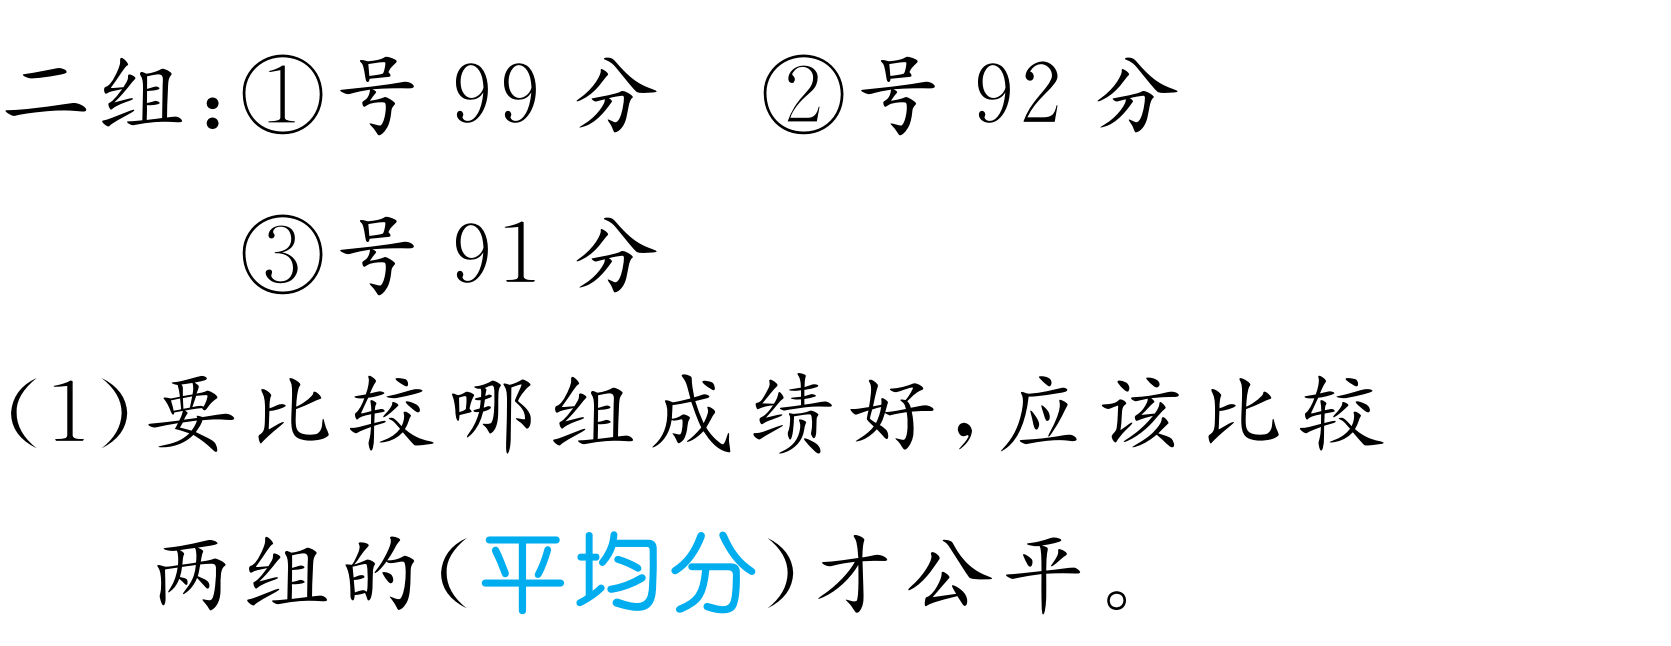 二组:①号 99 分 ②号 92 分
③号 91 分
(1)要比较哪组成绩好,应该比较
两组的(平均分)才公平。